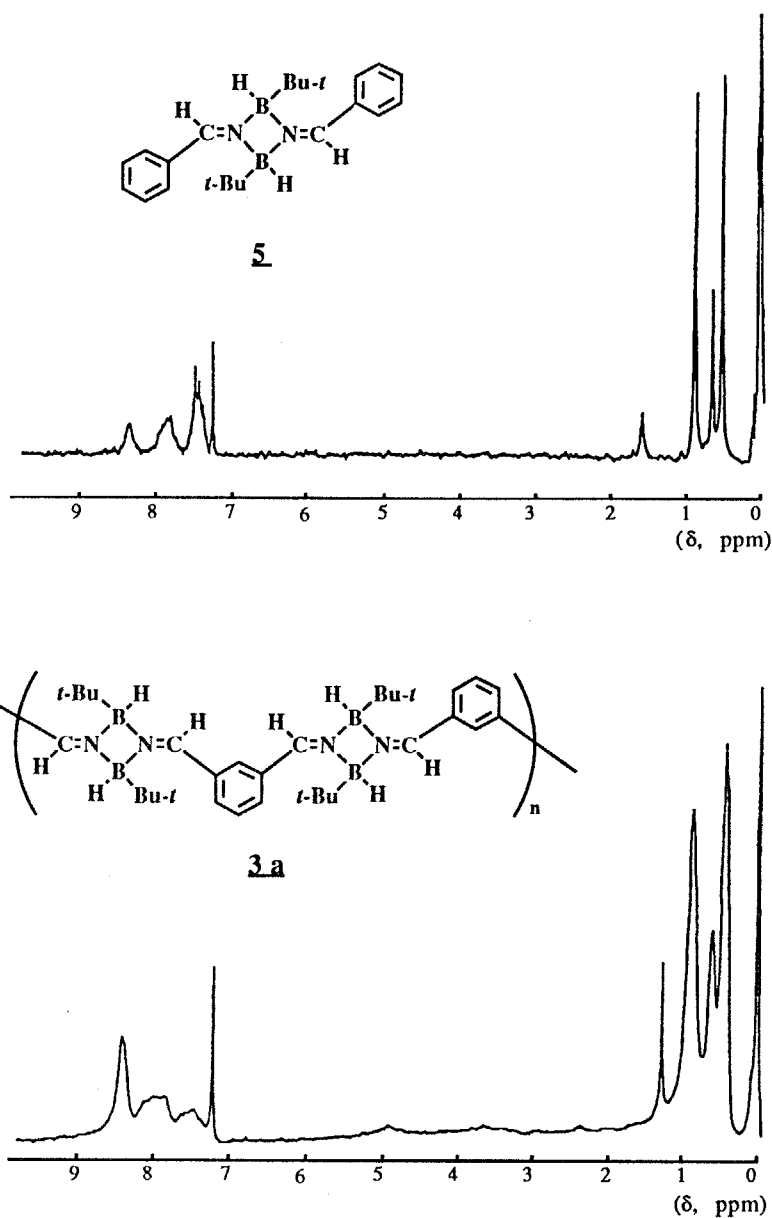 H Bu-t
H B
C=N N=C
B H
t-Bu H
5
9 8 7 6 5 4 3 2 1 0
(δ, ppm)
t-Bu H H Bu-t
B H H B
C=N N=C C=N N=C
H B B H
H Bu-t t-Bu H
n
3 a
9 8 7 6 5 4 3 2 1 0
(δ, ppm)